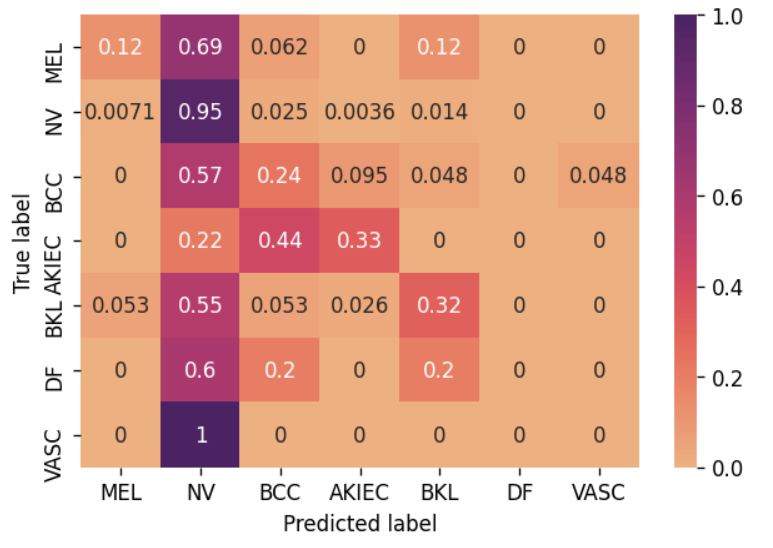 MEL 0.12 0.69 0.062 0 0.12 0 0
NV 0.0071 0.95 0.025 0.0036 0.014 0 0
BCC 0 0.57 0.24 0.095 0.048 0 0.048
AKIEC 0 0.22 0.44 0.33 0 0 0
BKL 0.053 0.55 0.053 0.026 0.32 0 0
DF 0 0.6 0.2 0 0.2 0 0
VASC 0 1 0 0 0 0 0
MEL NV BCC AKIEC BKL DF VASC
Predicted label
True label
1.0
0.8
0.6
0.4
0.2
0.0